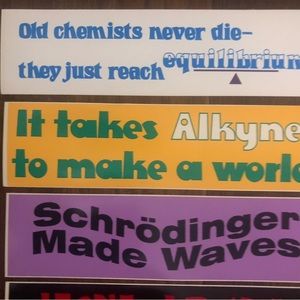 Old chemists never die—
they just reach equilibrium
It takes Alkyne
to make a world
Schrödinger
Made Waves